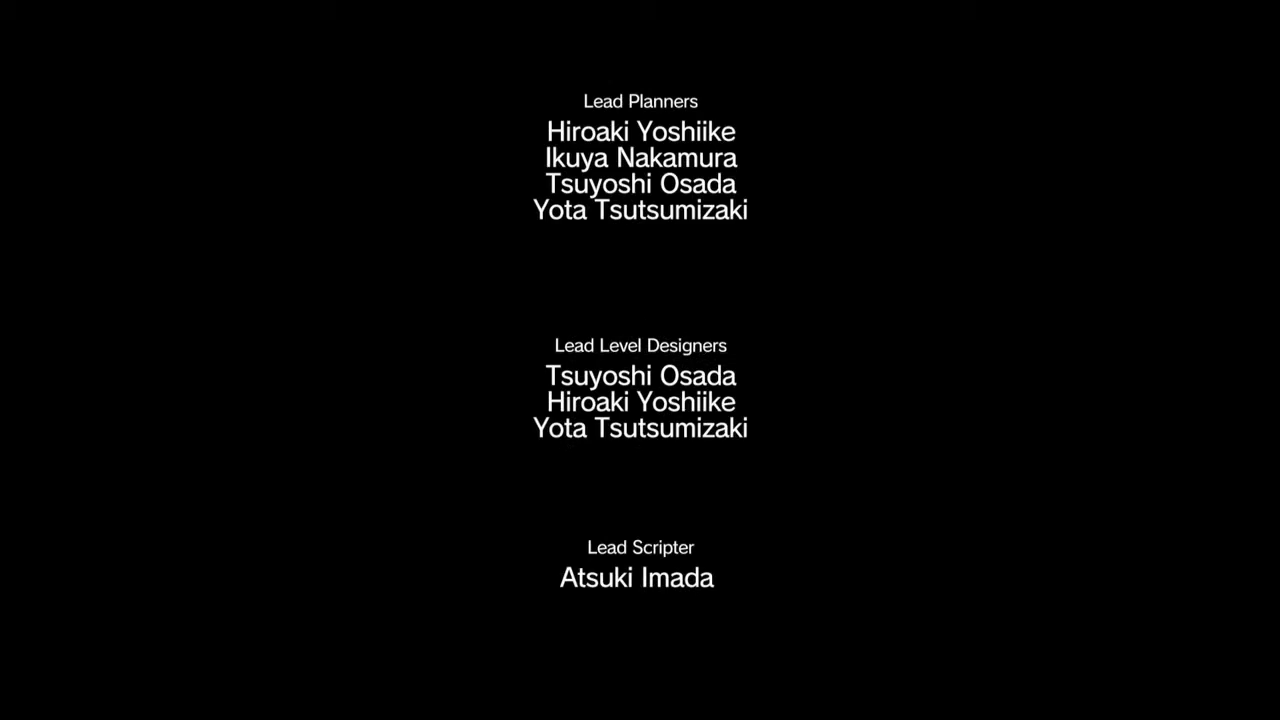 Lead Planners
Hiroaki Yoshiike
Ikuya Nakamura
Tsuyoshi Osada
Yota Tsutsumizaki
Lead Level Designers
Tsuyoshi Osada
Hiroaki Yoshiike
Yota Tsutsumizaki
Lead Scripter
Atsuki Imada